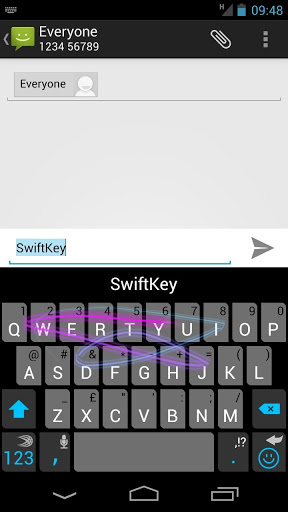 H 09:48
Everyone
1234 56789
Everyone
SwiftKey
SwiftKey
1 2 3 4 5 6 7 8 9 0
Q W E R T Y U I O P
@ # & * - + = ( )
A S D F G H J K L
£ " : ; /
Z X C V B N M
123 , . ,!?